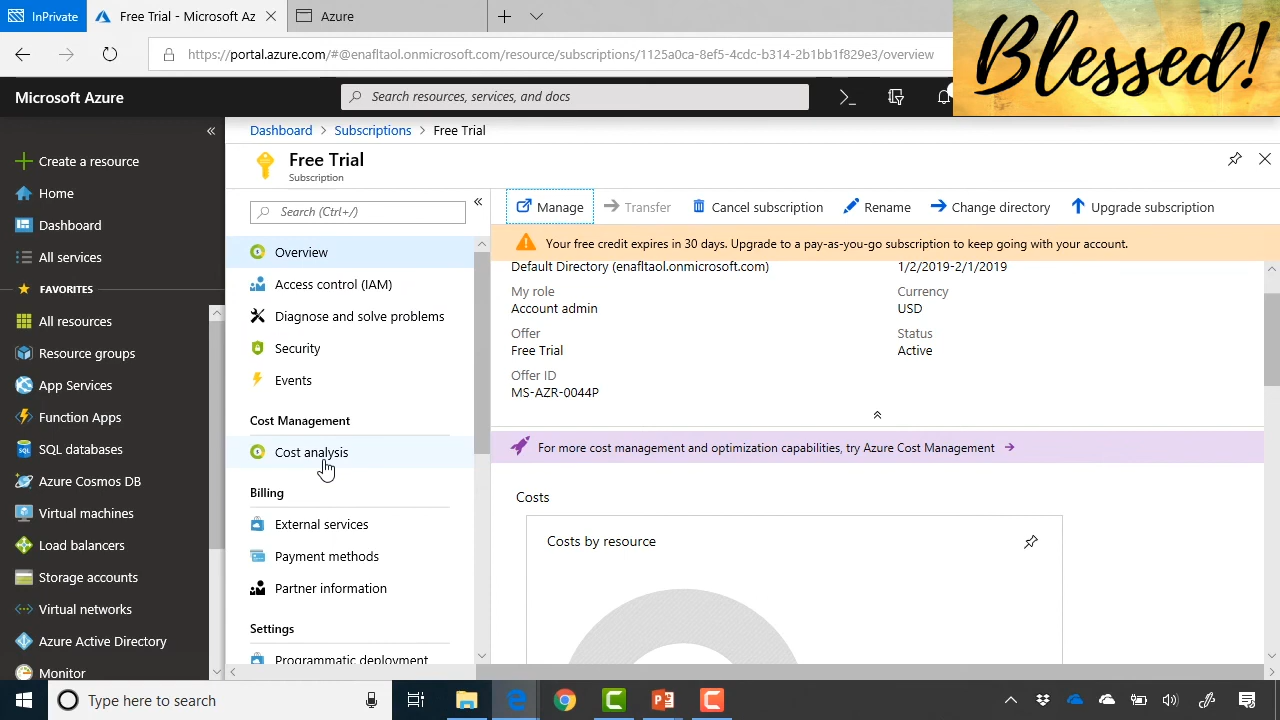 InPrivate
Free Trial - Microsoft Az
Azure
https://portal.azure.com/#@enafltaol.onmicrosoft.com/resource/subscriptions/1125a0ca-8ef5-4cdc-b314-2b1bb1f829e3/overview
Blessed!
Microsoft Azure
Search resources, services, and docs
Create a resource
Home
Dashboard
All services
FAVORITES
All resources
Resource groups
App Services
Function Apps
SQL databases
Azure Cosmos DB
Virtual machines
Load balancers
Storage accounts
Virtual networks
Azure Active Directory
Monitor
Dashboard > Subscriptions > Free Trial
Free Trial
Subscription
Search (Ctrl+/)
Overview
Access control (IAM)
Diagnose and solve problems
Security
Events
Cost Management
Cost analysis
Billing
External services
Payment methods
Partner information
Settings
Programmatic deployment
Manage Transfer Cancel subscription Rename Change directory Upgrade subscription
Your free credit expires in 30 days. Upgrade to a pay-as-you-go subscription to keep going with your account.
Default Directory (enafltaol.onmicrosoft.com)
1/2/2019-2/1/2019
My role
Account admin
Currency
USD
Offer
Free Trial
Status
Active
Offer ID
MS-AZR-0044P
For more cost management and optimization capabilities, try Azure Cost Management
Costs
Costs by resource
Type here to search